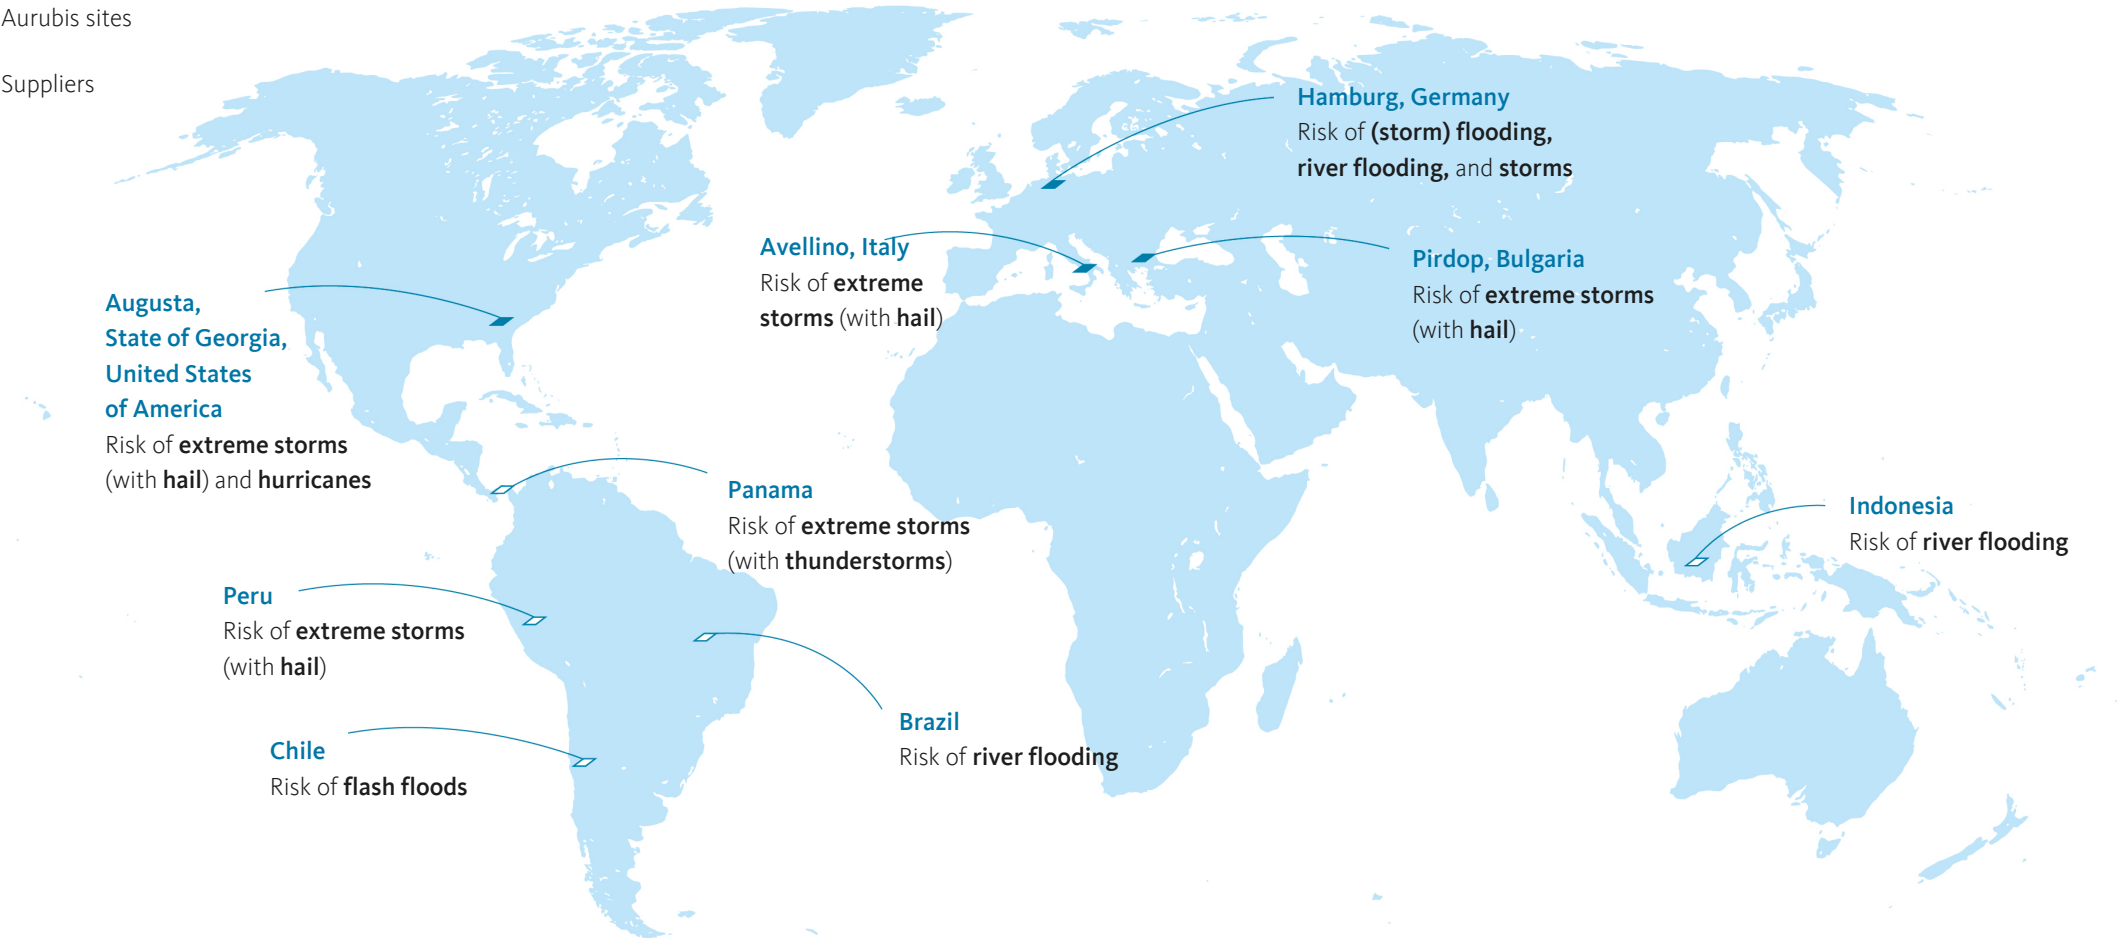 Aurubis sites
Suppliers
Hamburg, Germany
Risk of (storm) flooding,
river flooding, and storms
Avellino, Italy
Risk of extreme
storms (with hail)
Pirdop, Bulgaria
Risk of extreme storms
(with hail)
Augusta,
State of Georgia,
United States
of America
Risk of extreme storms
(with hail) and hurricanes
Panama
Risk of extreme storms
(with thunderstorms)
Indonesia
Risk of river flooding
Peru
Risk of extreme storms
(with hail)
Brazil
Risk of river flooding
Chile
Risk of flash floods